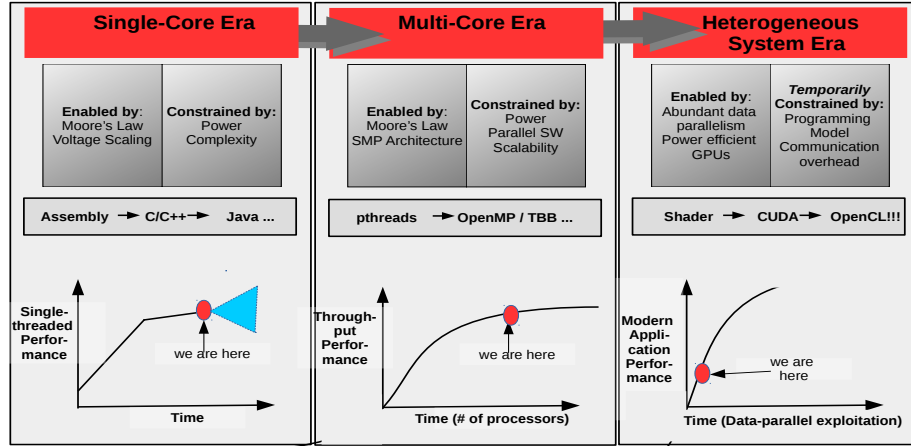 Single-Core Era
Enabled by:
Moore's Law
Voltage Scaling
Constrained by:
Power
Complexity
Assembly C/C++ Java ...
Single-
threaded
Perfor-
mance
we are here
Time
Multi-Core Era
Enabled by:
Moore's Law
SMP Architecture
Constrained by:
Power
Parallel SW
Scalability
pthreads OpenMP / TBB ...
Through-
put
Perfor-
mance
we are here
Time (# of processors)
Heterogeneous
System Era
Enabled by:
Abundant data
parallelism
Power efficient
GPUs
Temporarily
Constrained by:
Programming
Model
Communication
overhead
Shader CUDA OpenCL!!!
Modern
Appli-
cation
Perfor-
mance
we are
here
Time (Data-parallel exploitation)